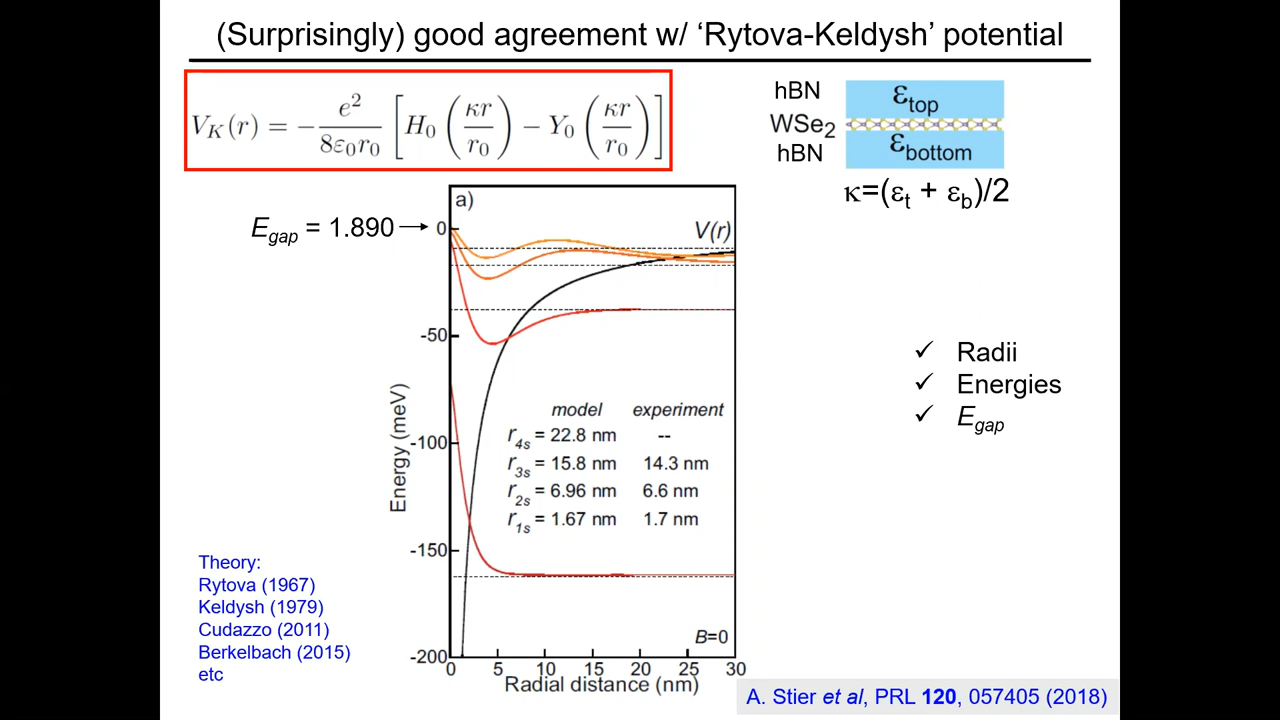 (Surprisingly) good agreement w/ ‘Rytova-Keldysh’ potential
V_K(r) = − e²/(8ε₀r₀) [ H₀ (κr/r₀) − Y₀ (κr/r₀) ]
hBN
ε_top
WSe₂
hBN
ε_bottom
κ=(ε_t + ε_b)/2
E_gap = 1.890
a)
V(r)
0
-50
-100
-150
-200
Energy (meV)
model experiment
r_4s = 22.8 nm --
r_3s = 15.8 nm 14.3 nm
r_2s = 6.96 nm 6.6 nm
r_1s = 1.67 nm 1.7 nm
B=0
0 5 10 15 20 25 30
Radial distance (nm)
✓ Radii
✓ Energies
✓ E_gap
Theory:
Rytova (1967)
Keldysh (1979)
Cudazzo (2011)
Berkelbach (2015)
etc
A. Stier et al, PRL 120, 057405 (2018)